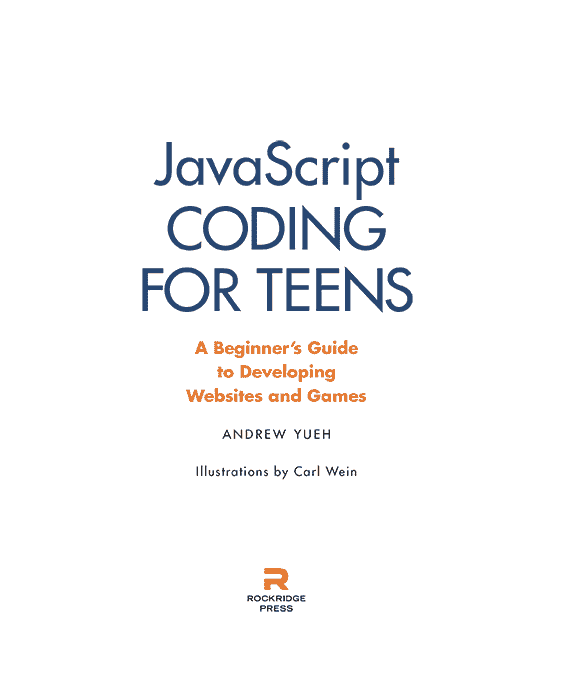 JavaScript
CODING
FOR TEENS
A Beginner's Guide
to Developing
Websites and Games
ANDREW YUEH
Illustrations by Carl Wein
R
ROCKRIDGE
PRESS